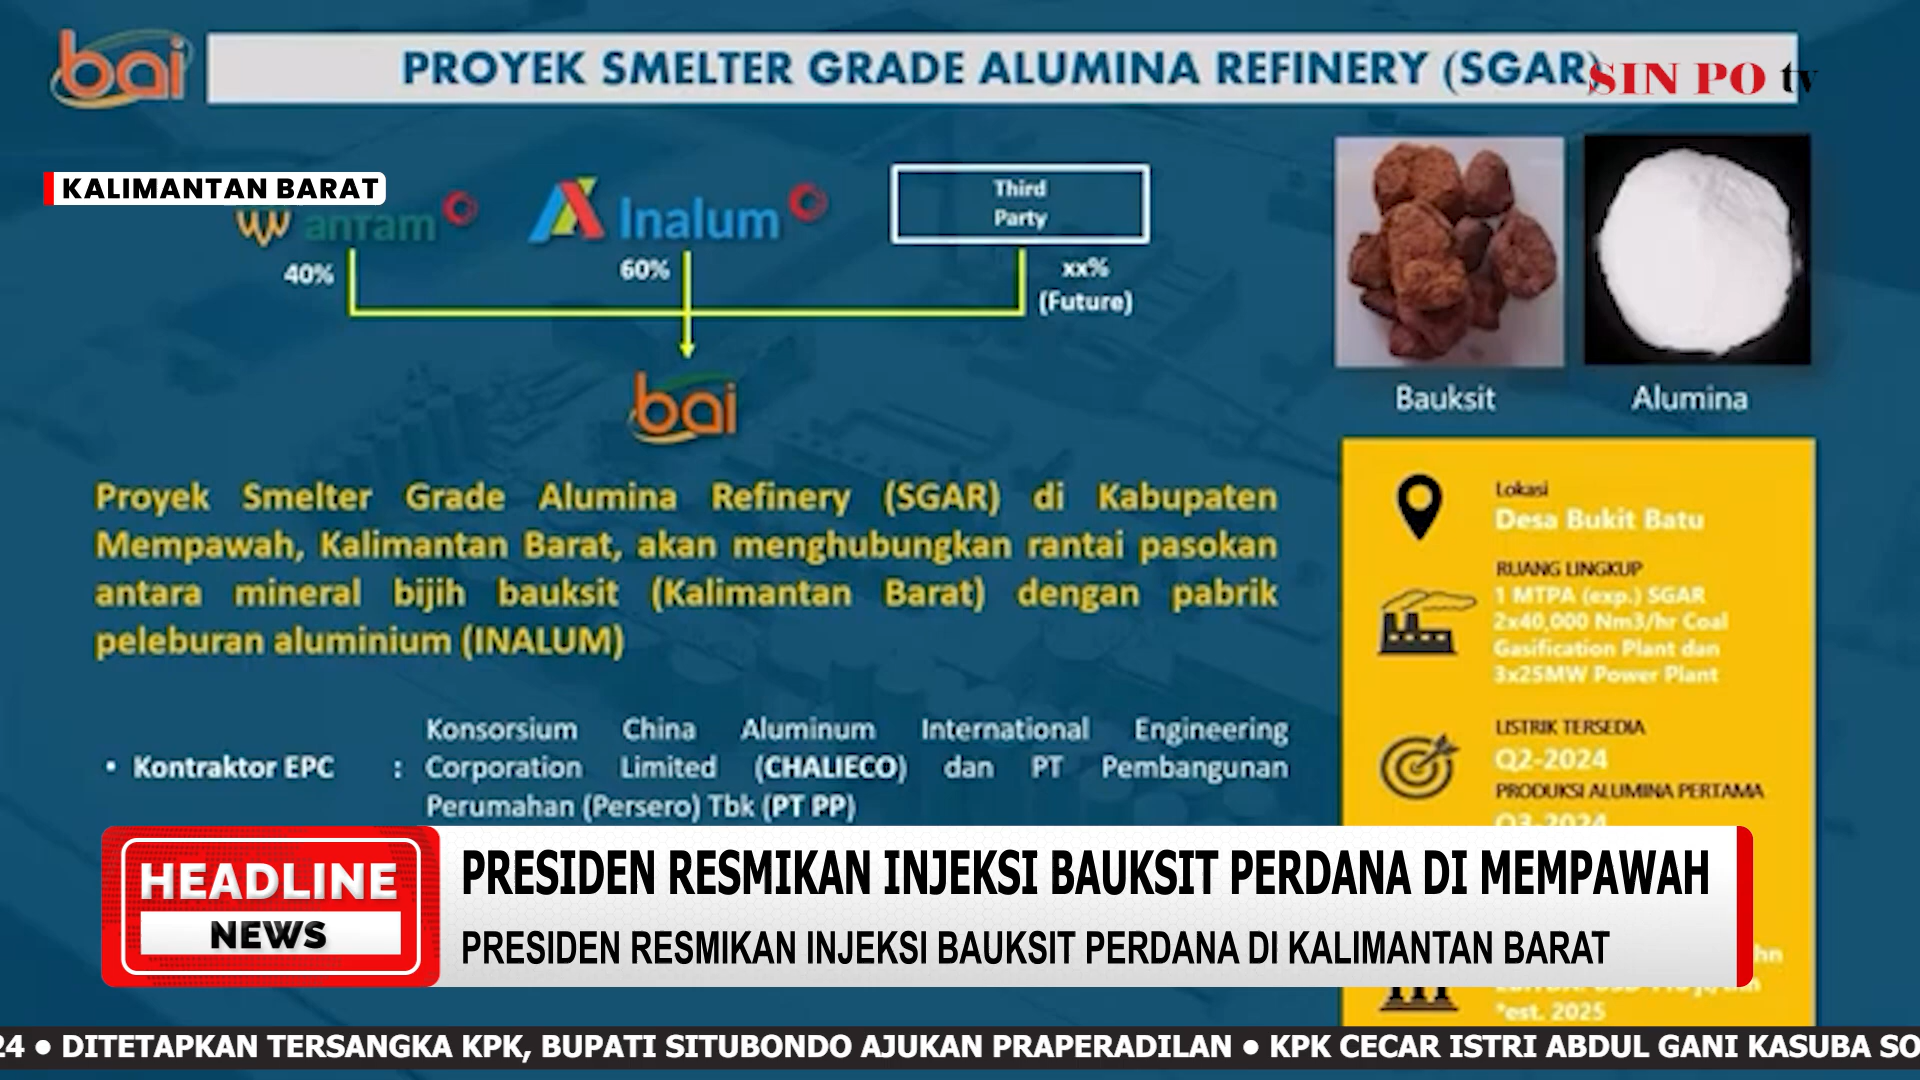 bai
PROYEK SMELTER GRADE ALUMINA REFINERY (SGAR)
SIN PO tv
KALIMANTAN BARAT
antam
Inalum
Third
Party
40%
60%
xx%
(Future)
bai
Bauksit
Alumina
Proyek Smelter Grade Alumina Refinery (SGAR) di Kabupaten
Mempawah, Kalimantan Barat, akan menghubungkan rantai pasokan
antara mineral bijih bauksit (Kalimantan Barat) dengan pabrik
peleburan aluminium (INALUM)
• Kontraktor EPC :
Konsorsium China Aluminum International Engineering
Corporation Limited (CHALIECO) dan PT Pembangunan
Perumahan (Persero) Tbk (PT PP)
Lokasi
Desa Bukit Batu
RUANG LINGKUP
1 MTPA (exp.) SGAR
2x40,000 Nm3/hr Coal
Gasification Plant dan
3x25MW Power Plant
LISTRIK TERSEDIA
Q2-2024
PRODUKSI ALUMINA PERTAMA
Q3-2024
*est. 2025
HEADLINE
NEWS
PRESIDEN RESMIKAN INJEKSI BAUKSIT PERDANA DI MEMPAWAH
PRESIDEN RESMIKAN INJEKSI BAUKSIT PERDANA DI KALIMANTAN BARAT
24 ● DITETAPKAN TERSANGKA KPK, BUPATI SITUBONDO AJUKAN PRAPERADILAN ● KPK CECAR ISTRI ABDUL GANI KASUBA SO